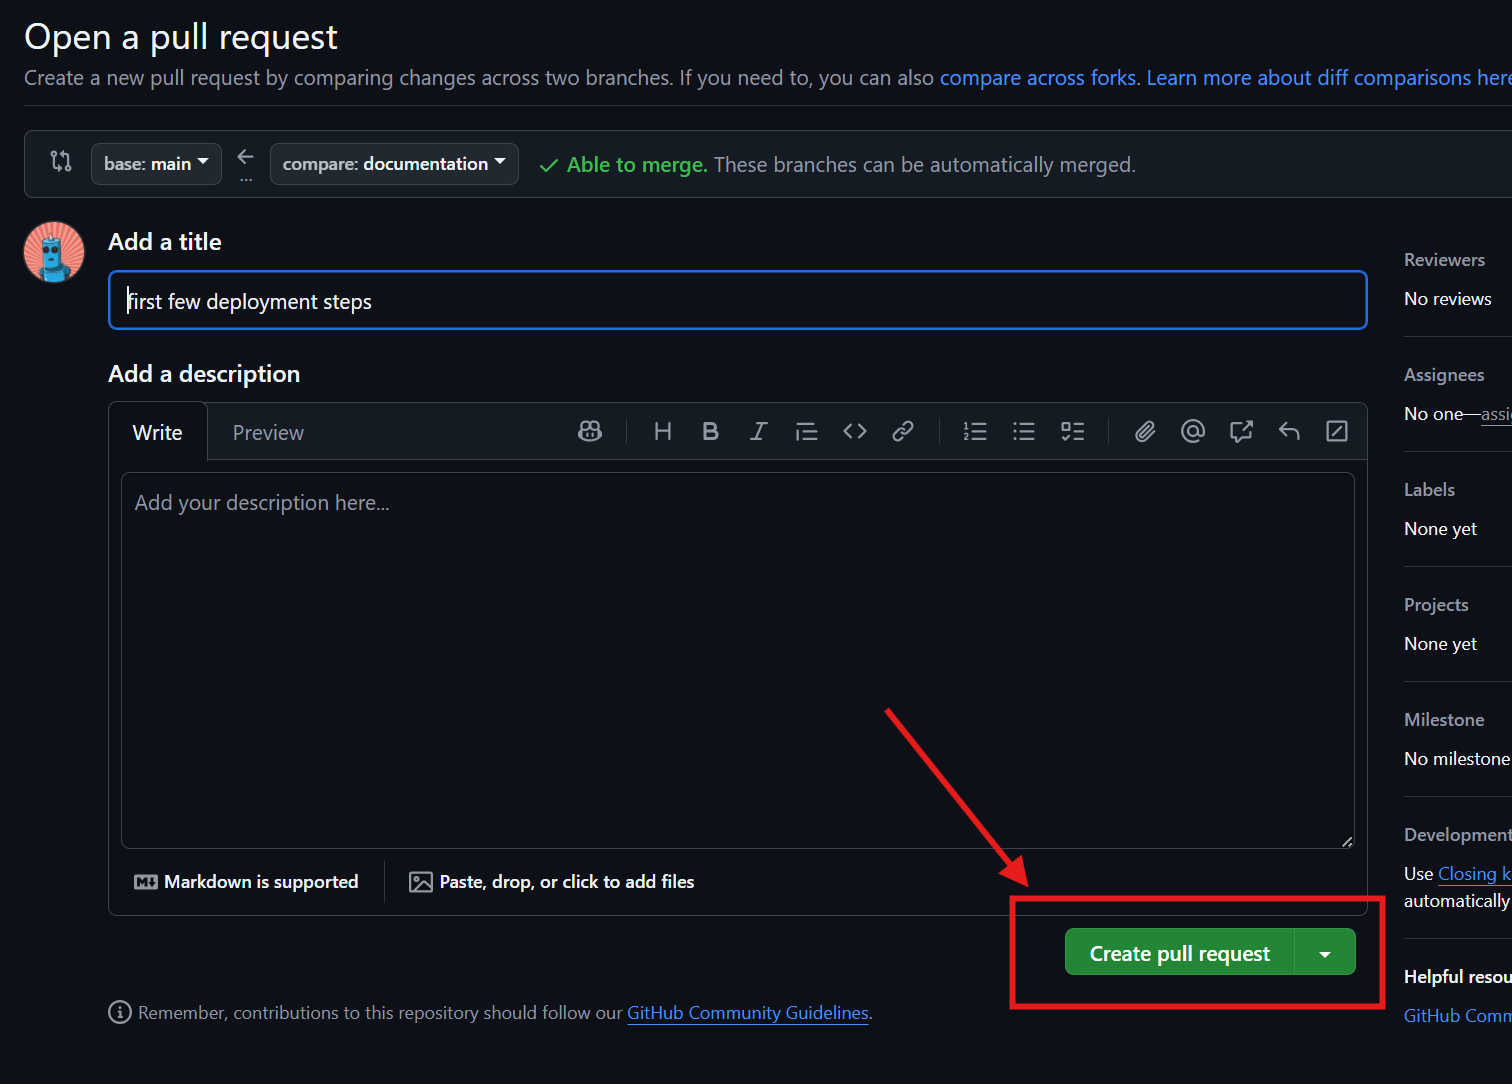 Open a pull request
Create a new pull request by comparing changes across two branches. If you need to, you can also compare across forks. Learn more about diff comparisons here
base: main
...
compare: documentation
Able to merge. These branches can be automatically merged.
Add a title
first few deployment steps
Add a description
Write
Preview
Add your description here...
Markdown is supported
Paste, drop, or click to add files
Create pull request
Remember, contributions to this repository should follow our GitHub Community Guidelines.
Reviewers
No reviews
Assignees
No one—assi
Labels
None yet
Projects
None yet
Milestone
No milestone
Development
Use Closing k
automatically
Helpful resou
GitHub Comm